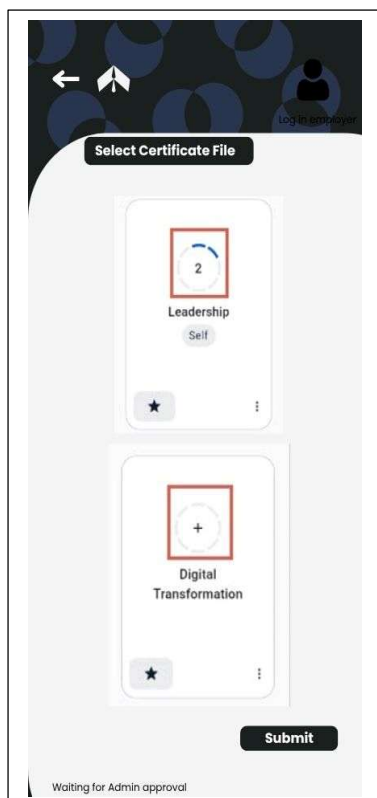 Log in employer
Select Certificate File
2
Leadership
Self
+
Digital
Transformation
Submit
Waiting for Admin approval